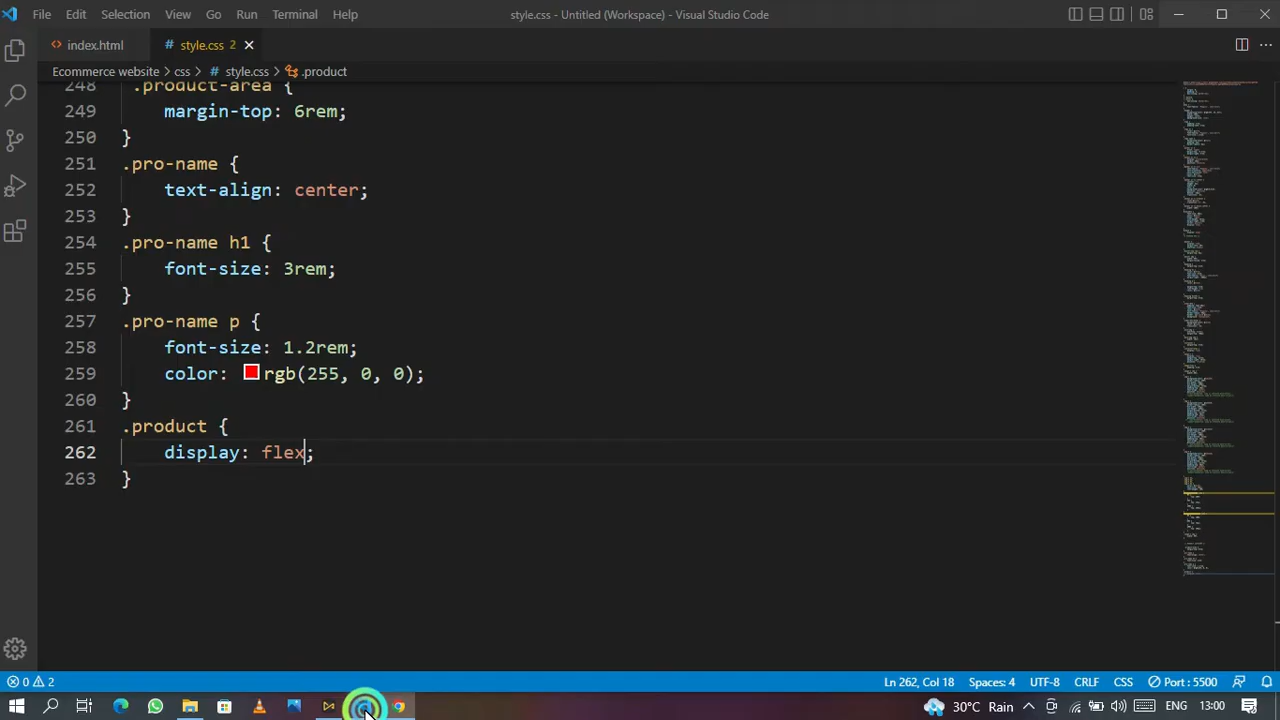 File Edit Selection View Go Run Terminal Help style.css - Untitled (Workspace) - Visual Studio Code
index.html # style.css 2
Ecommerce website > css > # style.css > .product
248 .product-area {
249 margin-top: 6rem;
250 }
251 .pro-name {
252 text-align: center;
253 }
254 .pro-name h1 {
255 font-size: 3rem;
256 }
257 .pro-name p {
258 font-size: 1.2rem;
259 color: rgb(255, 0, 0);
260 }
261 .product {
262 display: flex;
263 }
0 2 Ln 262, Col 18 Spaces: 4 UTF-8 CRLF CSS Port : 5500
30°C Rain ENG 13:00